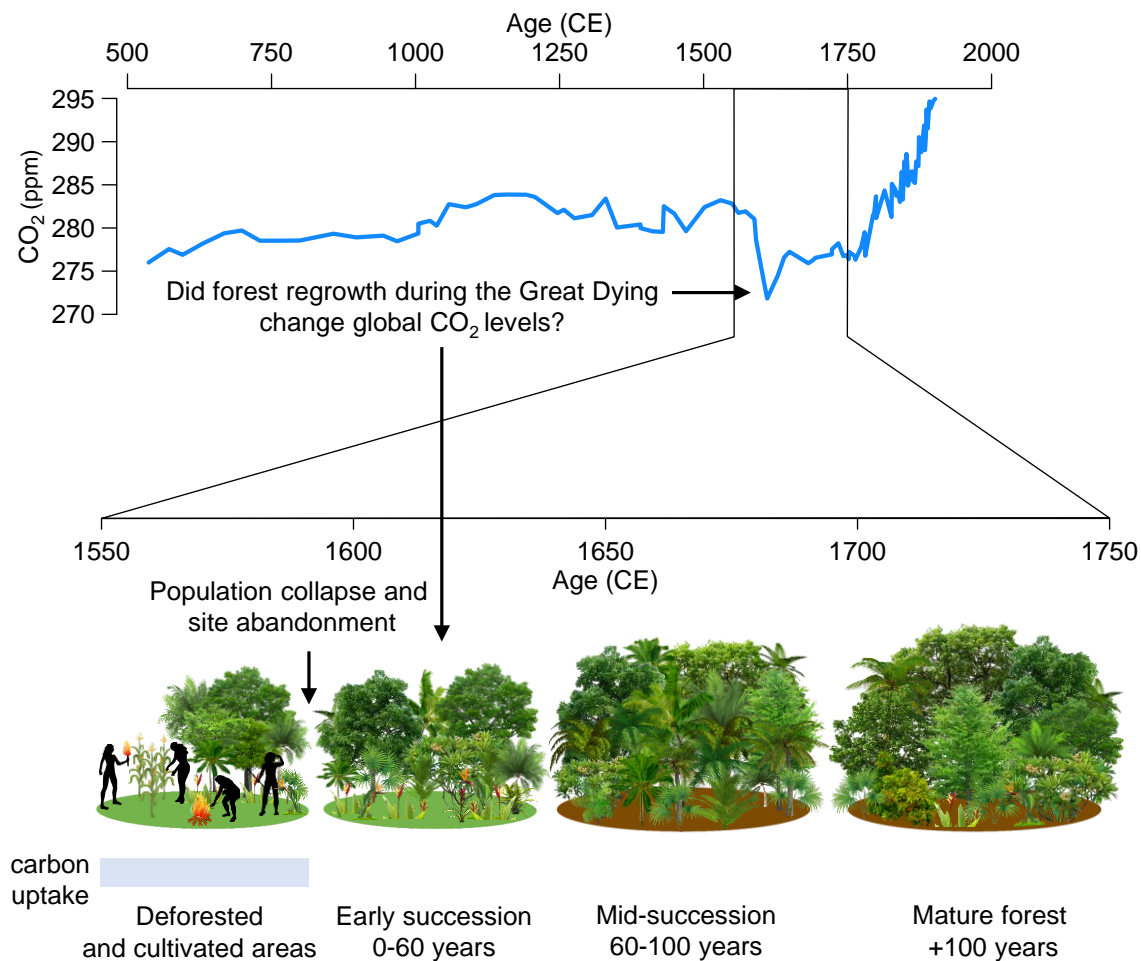 Age (CE)
500 750 1000 1250 1500 1750 2000
295
290
285
280
275
270
CO₂ (ppm)
Did forest regrowth during the Great Dying
change global CO₂ levels?
1550 1600 1650 1700 1750
Age (CE)
Population collapse and
site abandonment
carbon
uptake
Deforested
and cultivated areas
Early succession
0-60 years
Mid-succession
60-100 years
Mature forest
+100 years